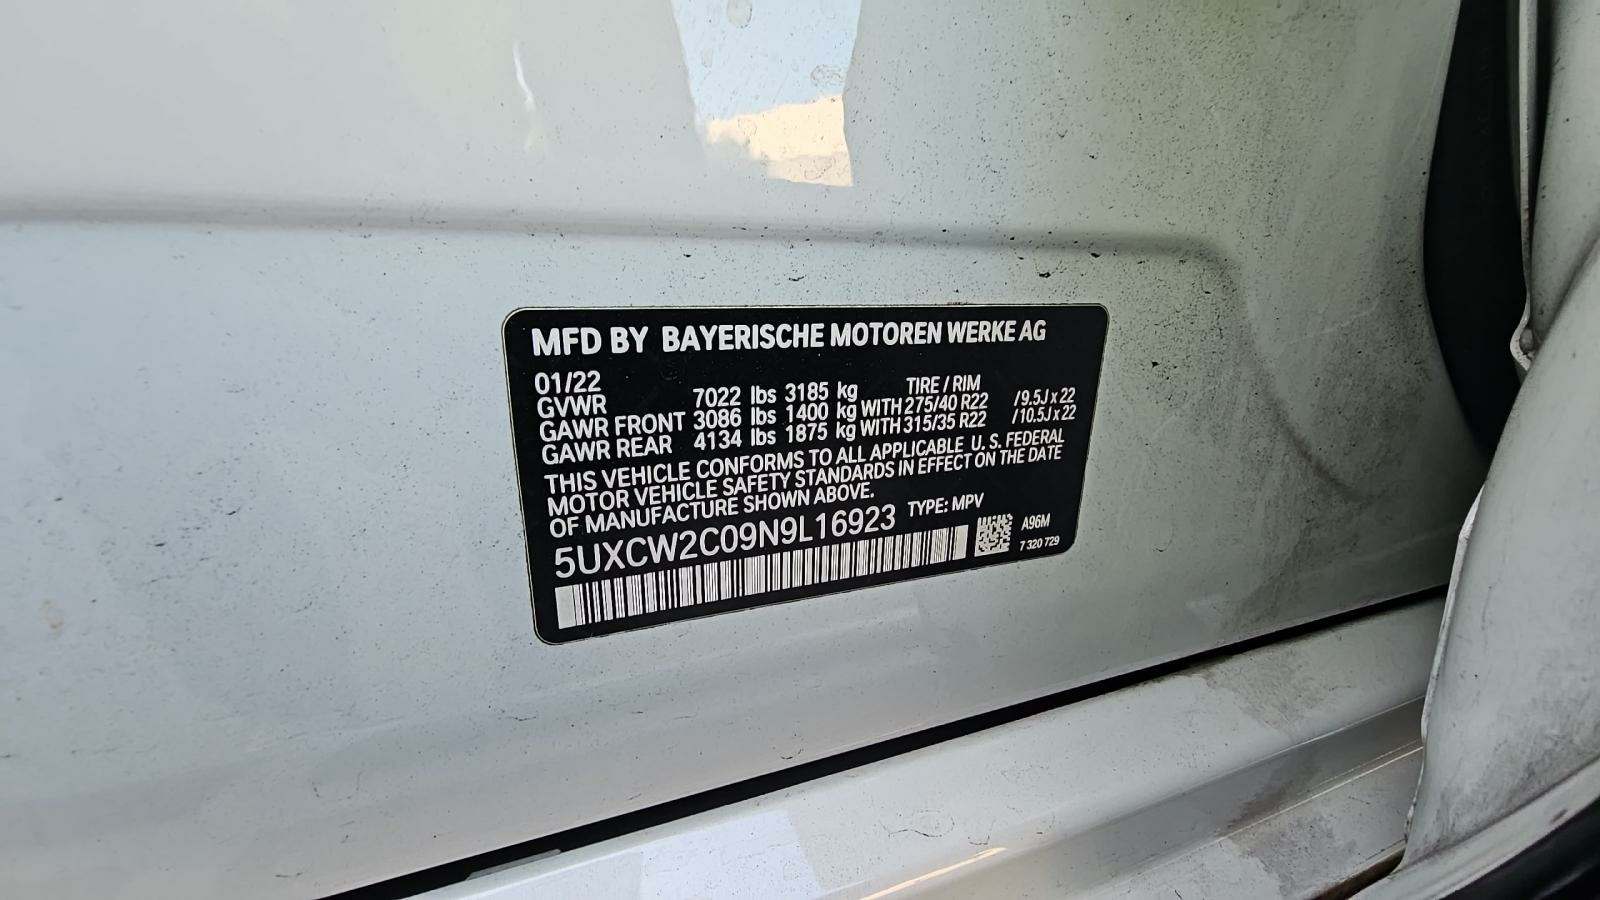 MFD BY BAYERISCHE MOTOREN WERKE AG
01/22 TIRE / RIM
GVWR 7022 lbs 3185 kg
GAWR FRONT 3086 lbs 1400 kg WITH 275/40 R22 /9.5J x 22
GAWR REAR 4134 lbs 1875 kg WITH 315/35 R22 /10.5J x 22
THIS VEHICLE CONFORMS TO ALL APPLICABLE U. S. FEDERAL
MOTOR VEHICLE SAFETY STANDARDS IN EFFECT ON THE DATE
OF MANUFACTURE SHOWN ABOVE.
5UXCW2C09N9L16923 TYPE: MPV
A96M
7 320 729